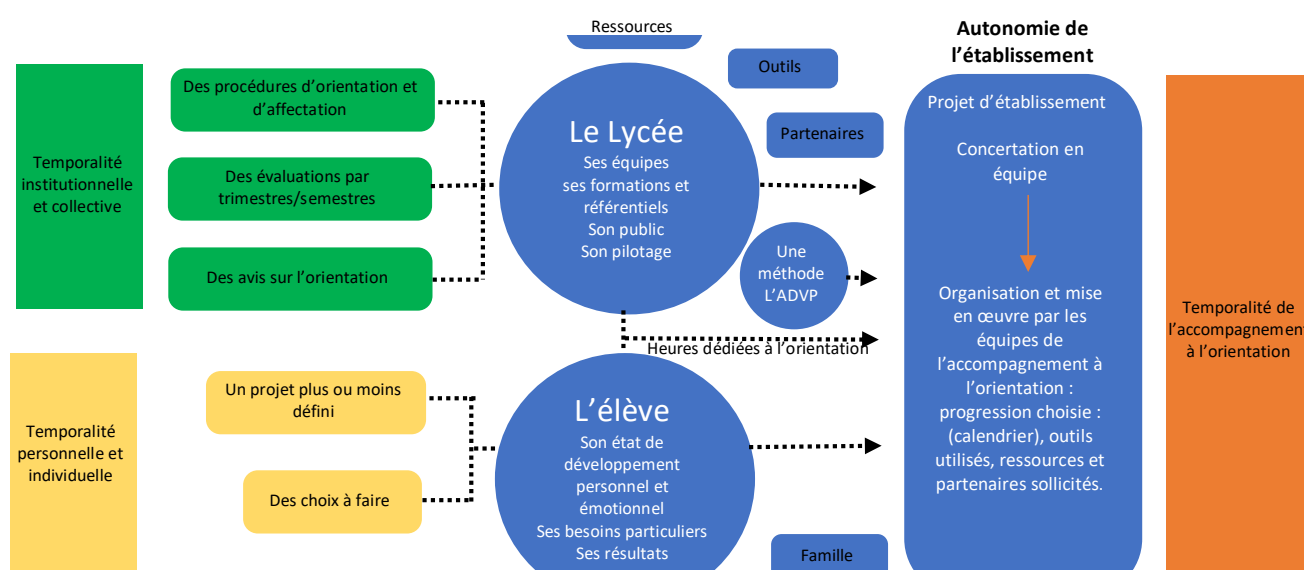 Ressources
Autonomie de
l’établissement
Outils
Des procédures d’orientation et
d’affectation
Projet d’établissement
Le Lycée
Partenaires
Ses équipes
ses formations et
référentiels
Son public
Son pilotage
Concertation en
équipe
Temporalité
institutionnelle
et collective
Des évaluations par
trimestres/semestres
Des avis sur l’orientation
Une
méthode
L’ADVP
Organisation et mise
en œuvre par les
équipes de
l’accompagnement à
l’orientation :
progression choisie :
(calendrier), outils
utilisés, ressources et
partenaires sollicités.
Temporalité de
l’accompagnement
à l’orientation
Heures dédiées à l’orientation
Un projet plus ou moins
défini
L’élève
Temporalité
personnelle et
individuelle
Son état de
développement
personnel et
émotionnel
Ses besoins particuliers
Ses résultats
Des choix à faire
Famille